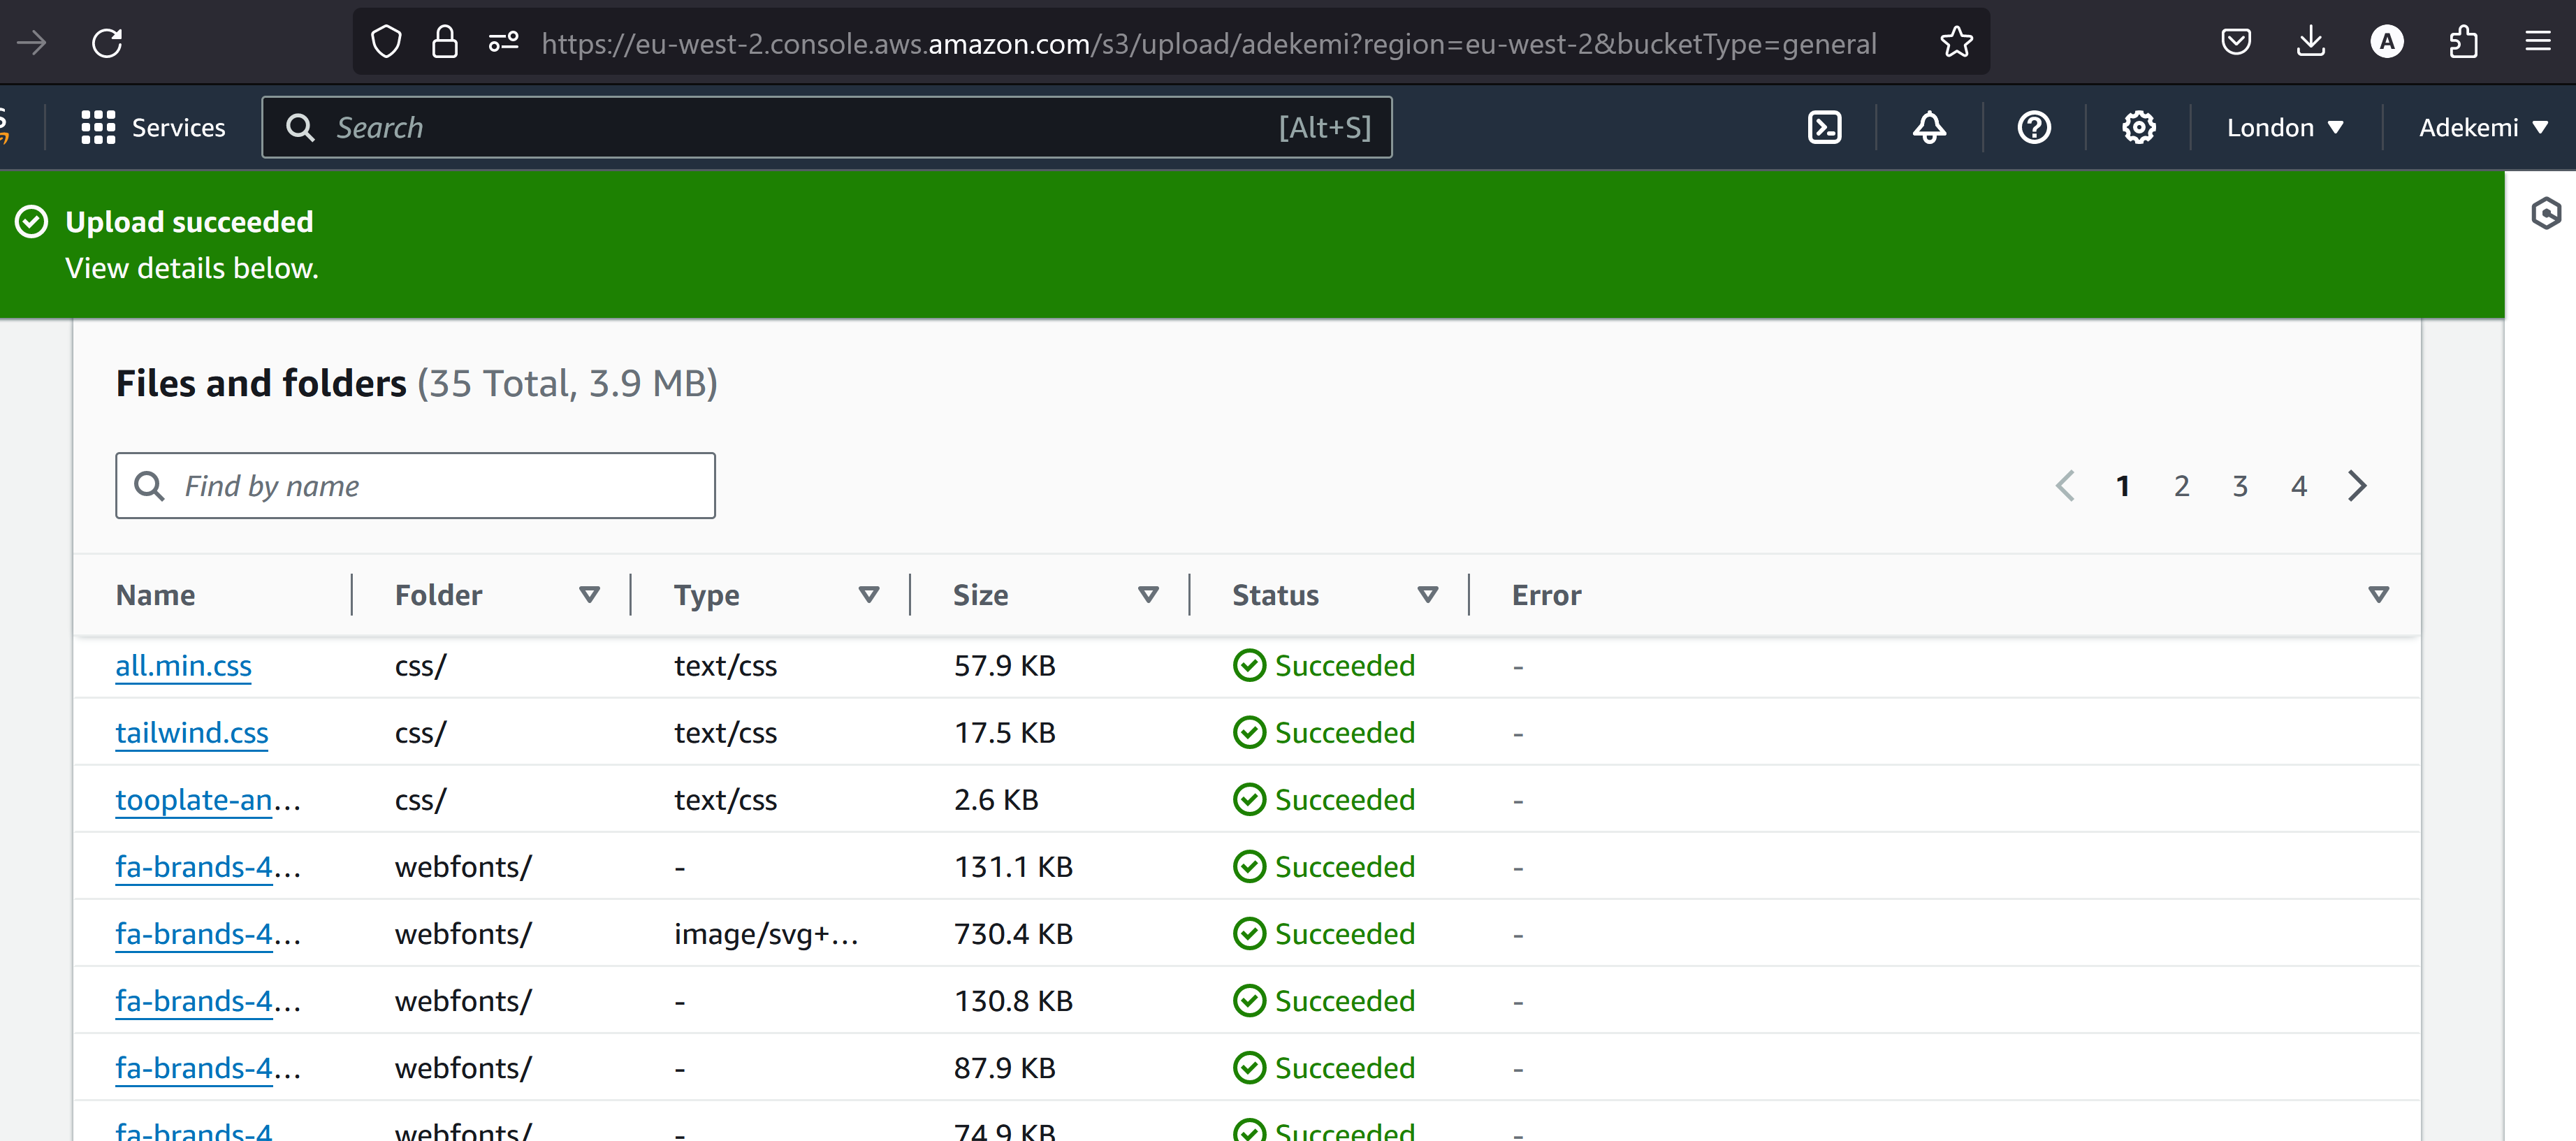 https://eu-west-2.console.aws.amazon.com/s3/upload/adekemi?region=eu-west-2&bucketType=general
A
Services
Search
[Alt+S]
London
Adekemi
Upload succeeded
View details below.
Files and folders (35 Total, 3.9 MB)
Find by name
1 2 3 4
Name Folder Type Size Status Error
all.min.css css/ text/css 57.9 KB Succeeded -
tailwind.css css/ text/css 17.5 KB Succeeded -
tooplate-an... css/ text/css 2.6 KB Succeeded -
fa-brands-4... webfonts/ - 131.1 KB Succeeded -
fa-brands-4... webfonts/ image/svg+... 730.4 KB Succeeded -
fa-brands-4... webfonts/ - 130.8 KB Succeeded -
fa-brands-4... webfonts/ - 87.9 KB Succeeded -
fa-brands-4 webfonts/ - 74.9 KB Succeeded -